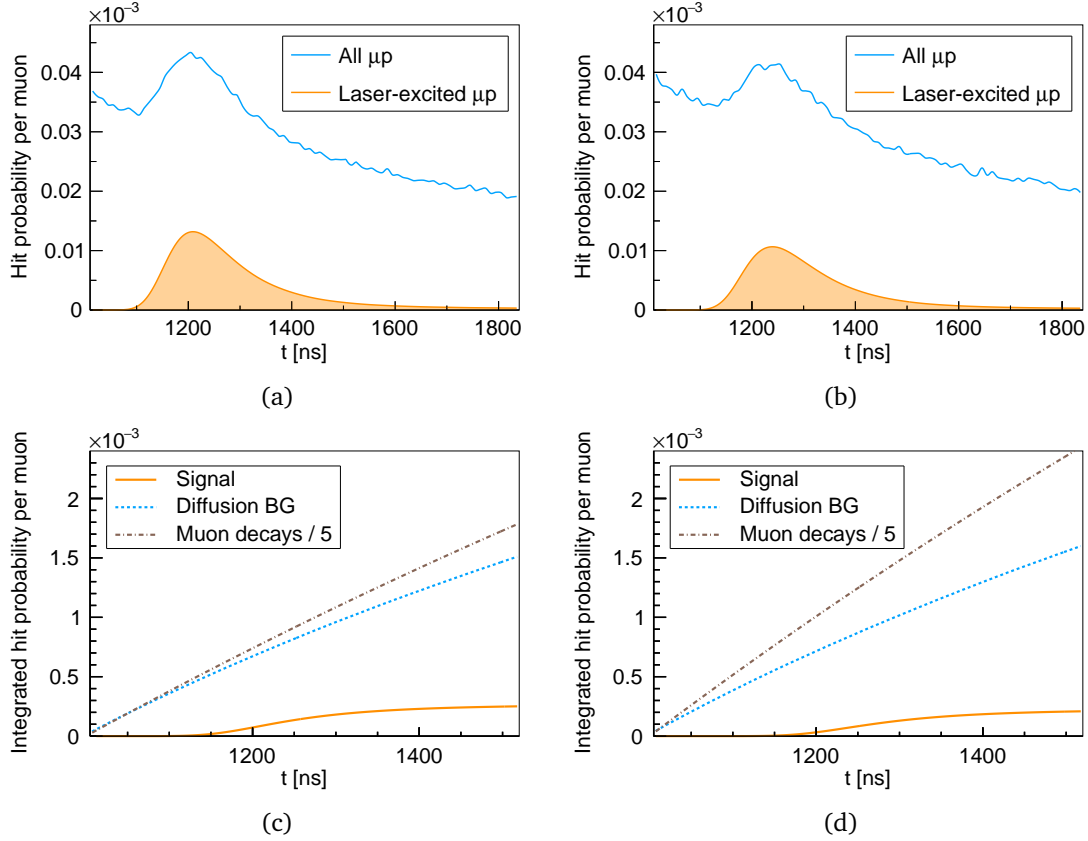 ×10⁻³
Hit probability per muon
0.04
0.03
0.02
0.01
0
All μp
Laser-excited μp
1200 1400 1600 1800
t [ns]
(a)
×10⁻³
Hit probability per muon
0.04
0.03
0.02
0.01
0
All μp
Laser-excited μp
1200 1400 1600 1800
t [ns]
(b)
×10⁻³
Integrated hit probability per muon
2
1.5
1
0.5
0
Signal
Diffusion BG
Muon decays / 5
1200 1400
t [ns]
(c)
×10⁻³
Integrated hit probability per muon
2
1.5
1
0.5
0
Signal
Diffusion BG
Muon decays / 5
1200 1400
t [ns]
(d)